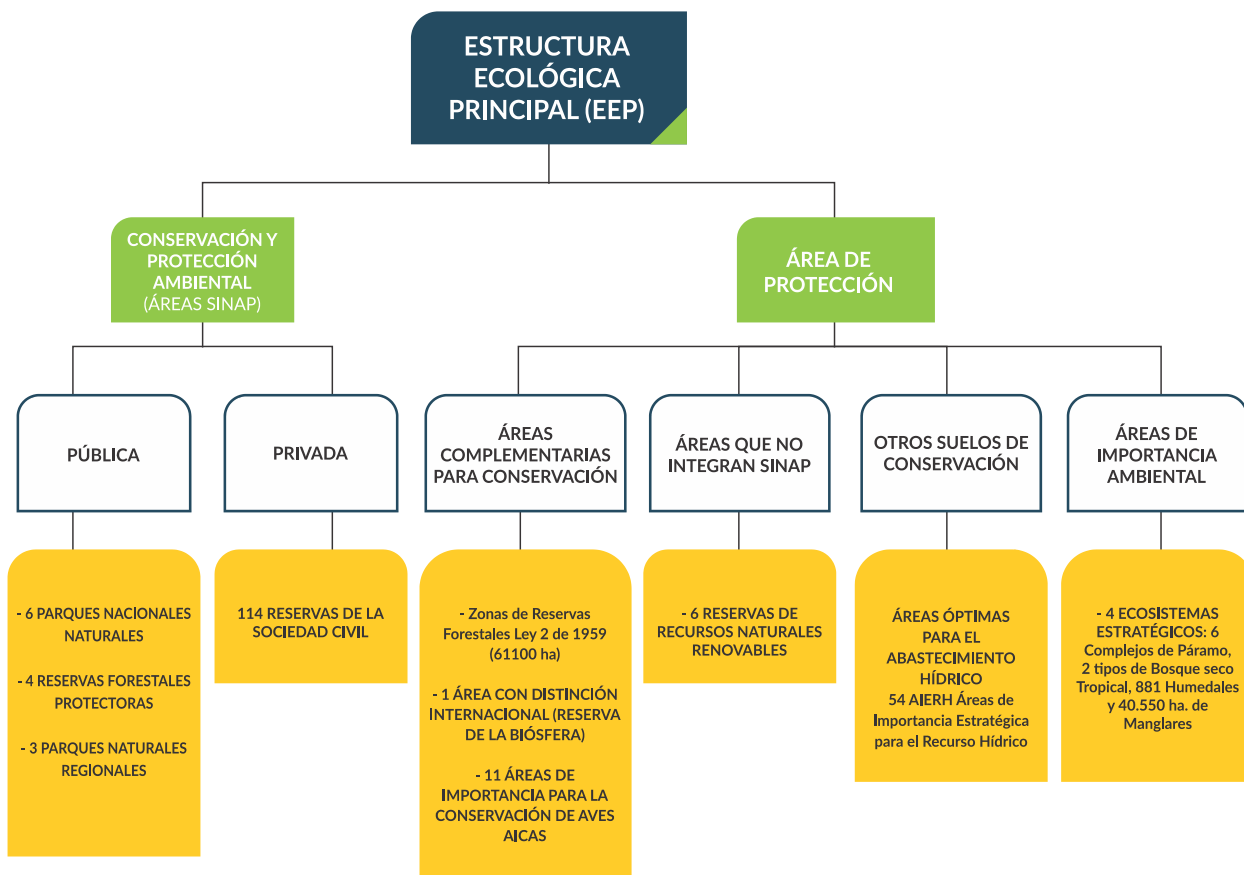 ESTRUCTURA
ECOLÓGICA
PRINCIPAL (EEP)
CONSERVACIÓN Y
PROTECCIÓN
AMBIENTAL
(ÁREAS SINAP)
ÁREA DE
PROTECCIÓN
PÚBLICA
PRIVADA
ÁREAS
COMPLEMENTARIAS
PARA CONSERVACIÓN
ÁREAS QUE NO
INTEGRAN SINAP
OTROS SUELOS DE
CONSERVACIÓN
ÁREAS DE
IMPORTANCIA
AMBIENTAL
- 6 PARQUES NACIONALES
NATURALES
- 4 RESERVAS FORESTALES
PROTECTORAS
- 3 PARQUES NATURALES
REGIONALES
114 RESERVAS DE LA
SOCIEDAD CIVIL
- Zonas de Reservas
Forestales Ley 2 de 1959
(61100 ha)
- 1 ÁREA CON DISTINCIÓN
INTERNACIONAL (RESERVA
DE LA BIÓSFERA)
- 11 ÁREAS DE
IMPORTANCIA PARA LA
CONSERVACIÓN DE AVES
AICAS
- 6 RESERVAS DE
RECURSOS NATURALES
RENOVABLES
ÁREAS ÓPTIMAS
PARA EL
ABASTECIMIENTO
HÍDRICO
54 AIERH Áreas de
Importancia Estratégica
para el Recurso Hídrico
- 4 ECOSISTEMAS
ESTRATÉGICOS: 6
Complejos de Páramo,
2 tipos de Bosque seco
Tropical, 881 Humedales
y 40.550 ha. de
Manglares